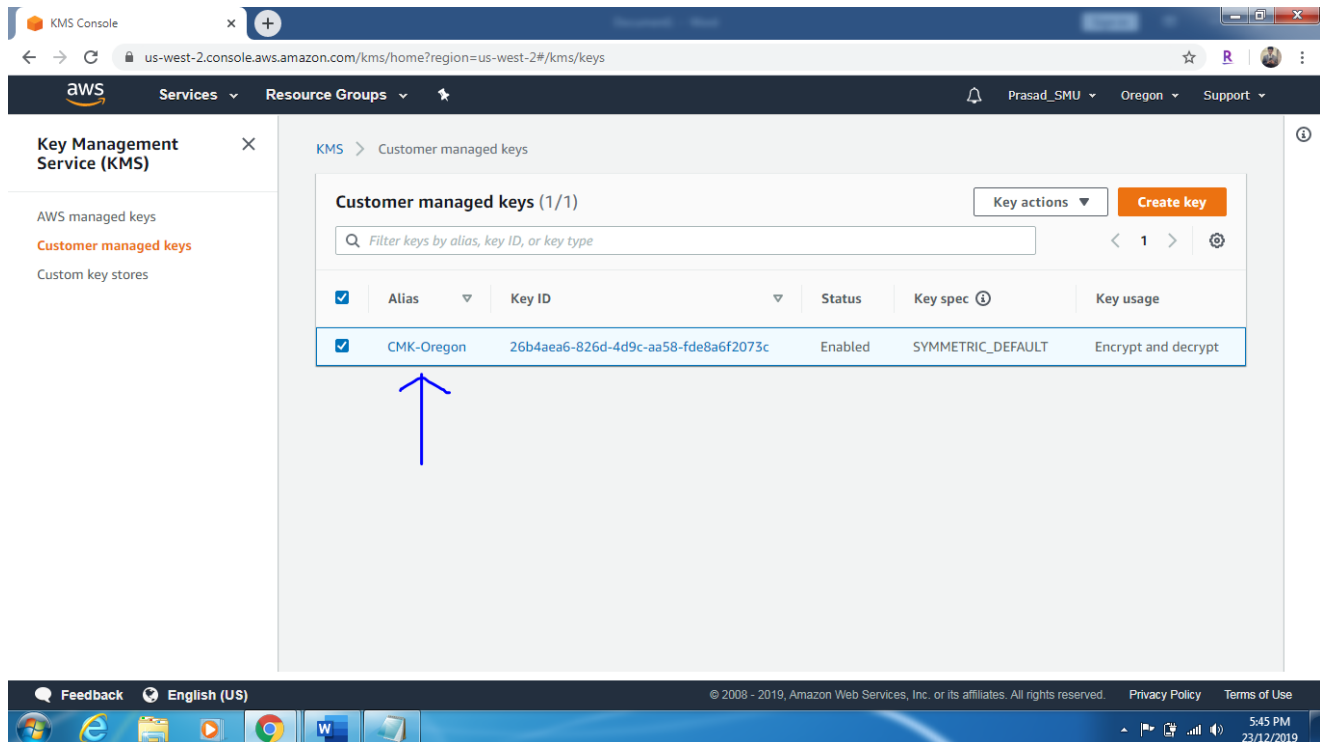 KMS Console
us-west-2.console.aws.amazon.com/kms/home?region=us-west-2#/kms/keys
R
aws Services Resource Groups Prasad_SMU Oregon Support
Key Management
Service (KMS)
AWS managed keys
Customer managed keys
Custom key stores
KMS > Customer managed keys
Customer managed keys (1/1) Key actions Create key
Filter keys by alias, key ID, or key type < 1 >
Alias Key ID Status Key spec Key usage
CMK-Oregon 26b4aea6-826d-4d9c-aa58-fde8a6f2073c Enabled SYMMETRIC_DEFAULT Encrypt and decrypt
Feedback English (US) © 2008 - 2019, Amazon Web Services, Inc. or its affiliates. All rights reserved. Privacy Policy Terms of Use
W
5:45 PM
23/12/2019